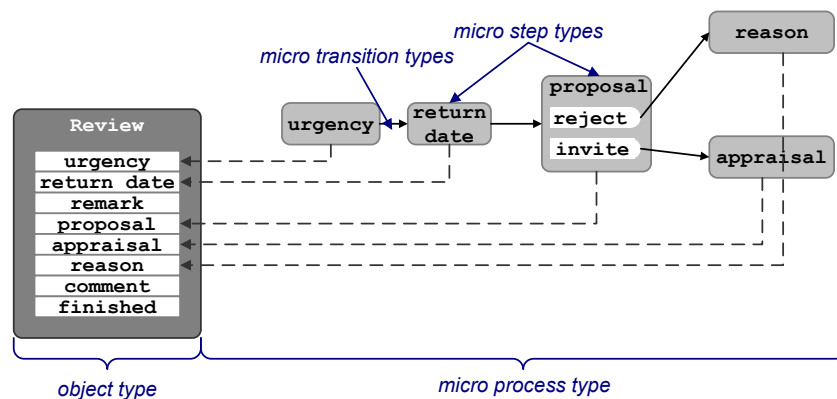 micro step types
micro transition types
reason
proposal
reject
invite
urgency
return
date
appraisal
Review
urgency
return date
remark
proposal
appraisal
reason
comment
finished
object type
micro process type